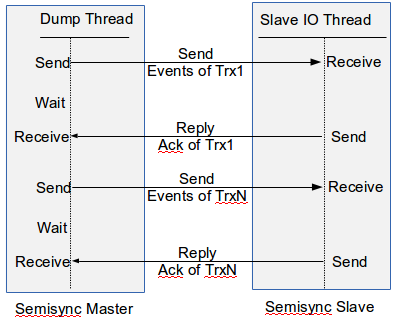 Dump Thread
Slave IO Thread
Send
Send
Events of Trx1
Receive
Wait
Receive
Reply
Ack of Trx1
Send
Send
Send
Events of TrxN
Receive
Wait
Receive
Reply
Ack of TrxN
Send
Semisync Master
Semisync Slave